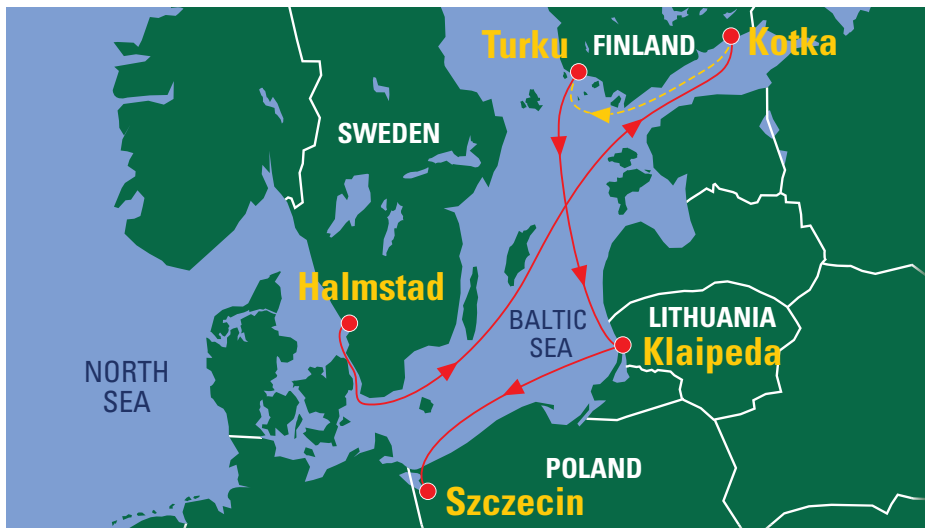 Turku
FINLAND
Kotka
SWEDEN
Halmstad
BALTIC
SEA
LITHUANIA
Klaipeda
NORTH
SEA
POLAND
Szczecin